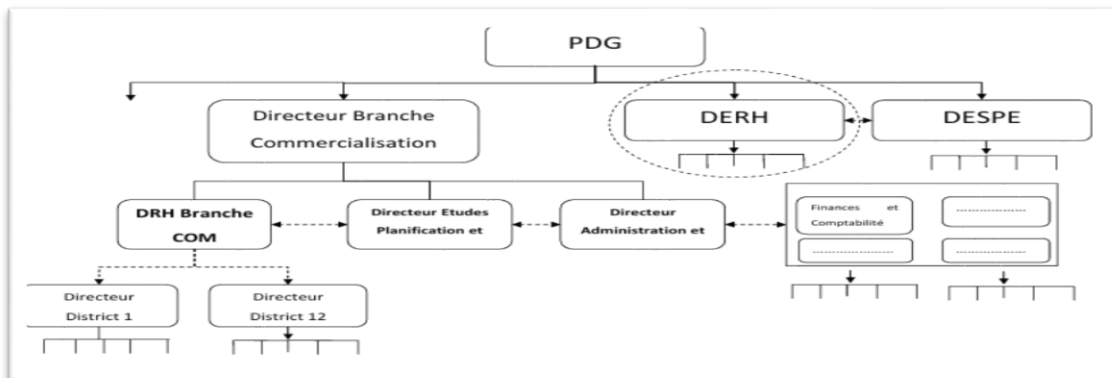 PDG
Directeur Branche
Commercialisation
DERH
DESPE
DRH Branche
COM
Directeur Etudes
Planification et
Directeur
Administration et
Finances et
Comptabilité
-----------------
--------------------
----------------
Directeur
District 1
Directeur
District 12